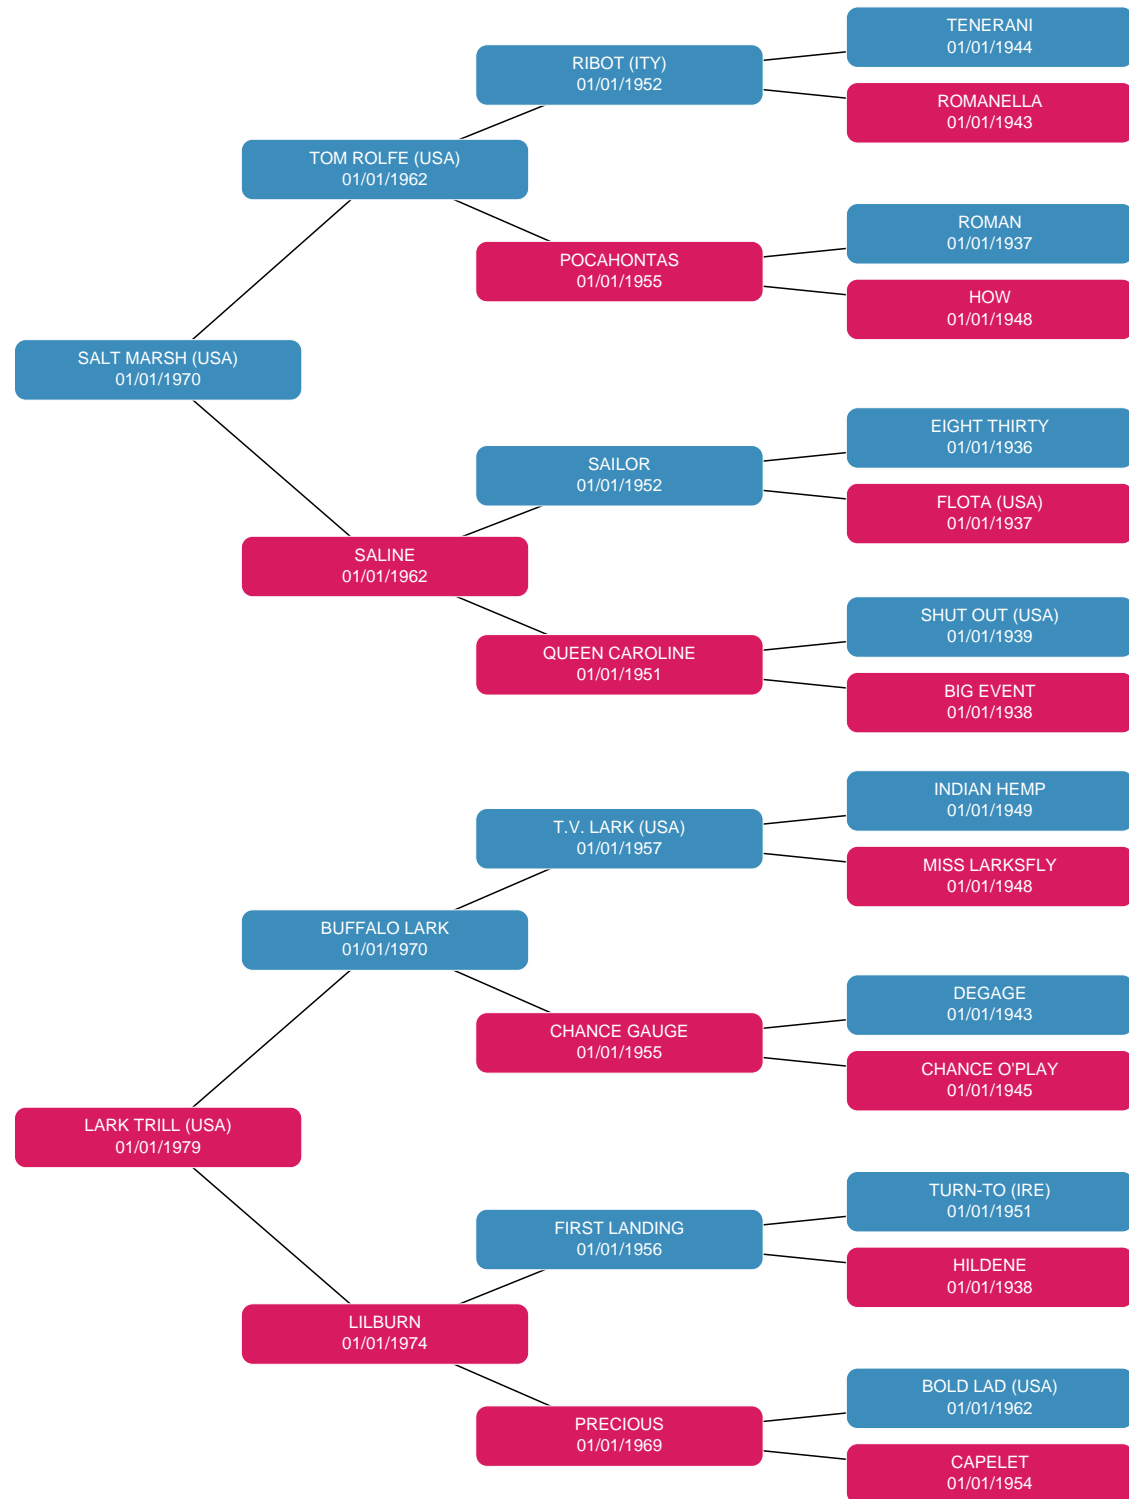 TENERANI
01/01/1944
RIBOT (ITY)
01/01/1952
ROMANELLA
01/01/1943
TOM ROLFE (USA)
01/01/1962
ROMAN
01/01/1937
POCAHONTAS
01/01/1955
HOW
01/01/1948
SALT MARSH (USA)
01/01/1970
EIGHT THIRTY
01/01/1936
SAILOR
01/01/1952
FLOTA (USA)
01/01/1937
SALINE
01/01/1962
SHUT OUT (USA)
01/01/1939
QUEEN CAROLINE
01/01/1951
BIG EVENT
01/01/1938
INDIAN HEMP
01/01/1949
T.V. LARK (USA)
01/01/1957
MISS LARKSFLY
01/01/1948
BUFFALO LARK
01/01/1970
DEGAGE
01/01/1943
CHANCE GAUGE
01/01/1955
CHANCE O'PLAY
01/01/1945
LARK TRILL (USA)
01/01/1979
TURN-TO (IRE)
01/01/1951
FIRST LANDING
01/01/1956
HILDENE
01/01/1938
LILBURN
01/01/1974
BOLD LAD (USA)
01/01/1962
PRECIOUS
01/01/1969
CAPELET
01/01/1954